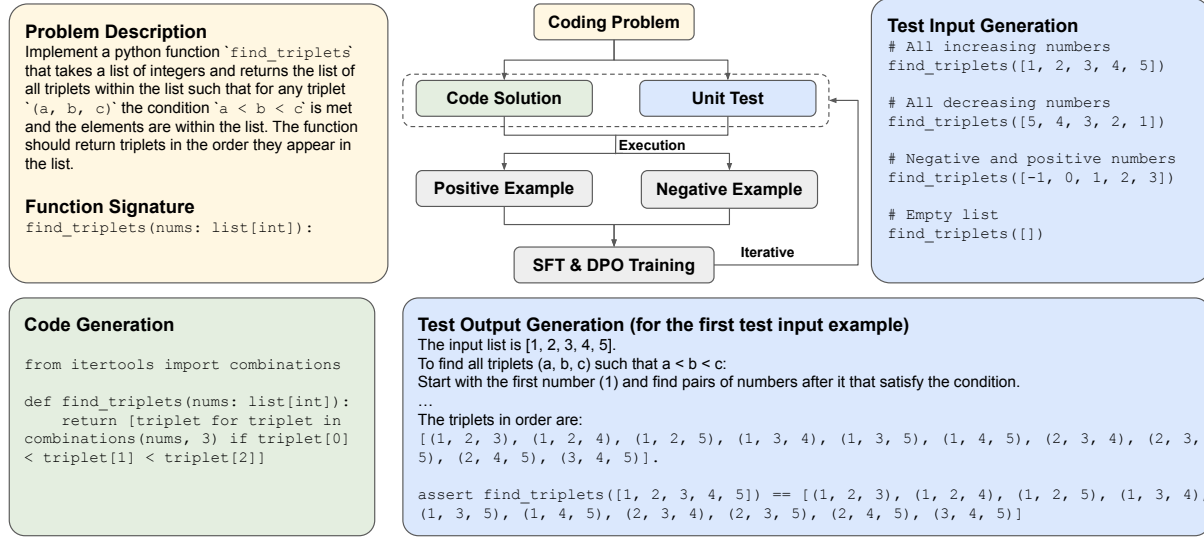 Problem Description
Implement a python function `find_triplets`
that takes a list of integers and returns the list of
all triplets within the list such that for any triplet
`(a, b, c)` the condition `a < b < c` is met
and the elements are within the list. The function
should return triplets in the order they appear in
the list.
Function Signature
find_triplets(nums: list[int]):
Coding Problem
Code Solution
Unit Test
Execution
Positive Example
Negative Example
SFT & DPO Training
Iterative
Test Input Generation
# All increasing numbers
find_triplets([1, 2, 3, 4, 5])
# All decreasing numbers
find_triplets([5, 4, 3, 2, 1])
# Negative and positive numbers
find_triplets([-1, 0, 1, 2, 3])
# Empty list
find_triplets([])
Code Generation
from itertools import combinations
def find_triplets(nums: list[int]):
    return [triplet for triplet in
combinations(nums, 3) if triplet[0]
< triplet[1] < triplet[2]]
Test Output Generation (for the first test input example)
The input list is [1, 2, 3, 4, 5].
To find all triplets (a, b, c) such that a < b < c:
Start with the first number (1) and find pairs of numbers after it that satisfy the condition.
…
The triplets in order are:
[(1, 2, 3), (1, 2, 4), (1, 2, 5), (1, 3, 4), (1, 3, 5), (1, 4, 5), (2, 3, 4), (2, 3,
5), (2, 4, 5), (3, 4, 5)].
assert find_triplets([1, 2, 3, 4, 5]) == [(1, 2, 3), (1, 2, 4), (1, 2, 5), (1, 3, 4),
(1, 3, 5), (1, 4, 5), (2, 3, 4), (2, 3, 5), (2, 4, 5), (3, 4, 5)]